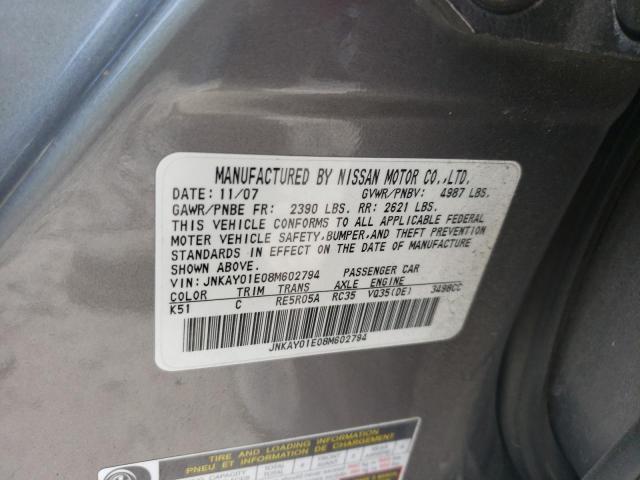 MANUFACTURED BY NISSAN MOTOR CO.,LTD.
DATE: 11/07 GVWR/PNBV: 4987 LBS.
GAWR/PNBE FR: 2390 LBS. RR: 2621 LBS.
THIS VEHICLE CONFORMS TO ALL APPLICABLE FEDERAL
MOTOR VEHICLE SAFETY,BUMPER,AND THEFT PREVENTION
STANDARDS IN EFFECT ON THE DATE OF MANUFACTURE
SHOWN ABOVE.
VIN: JNKAY01E08M602794 PASSENGER CAR
COLOR TRIM TRANS AXLE ENGINE
K51 C RE5R05A RC35 VQ35(DE) 3498CC
JNKAY01E08M602794
TIRE AND LOADING INFORMATION
PNEU ET INFORMATION DE CHARGEMENT
SEATING CAPACITY TOTAL